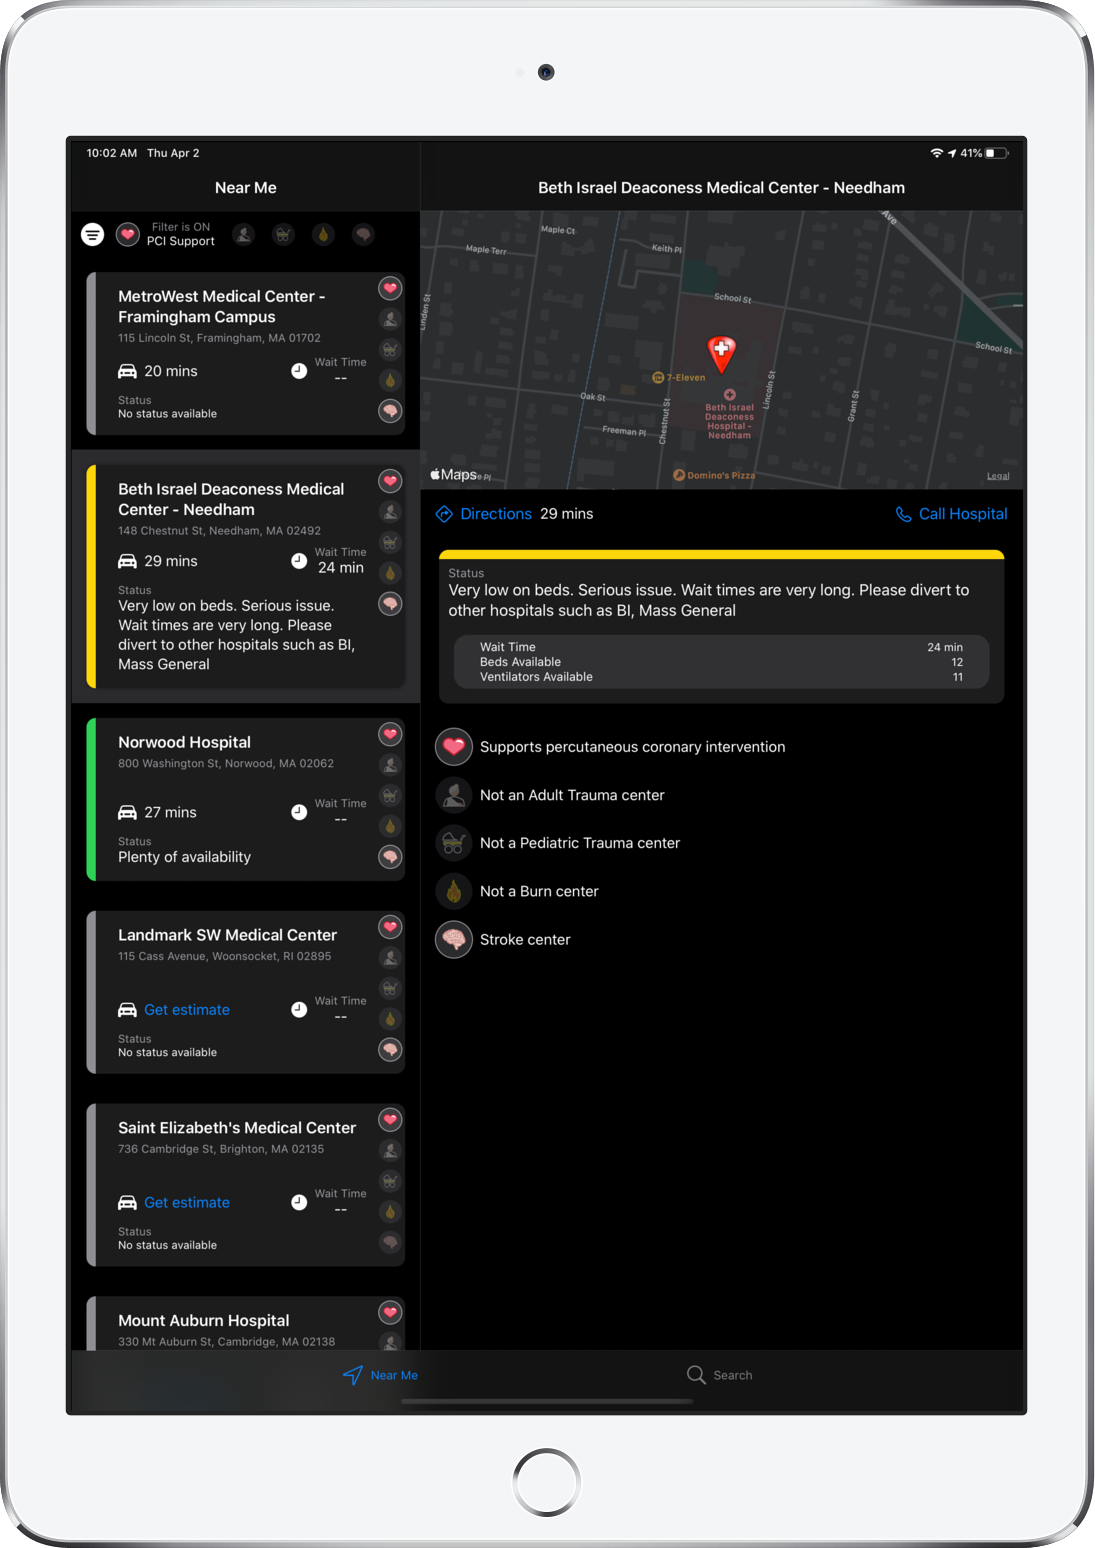 10:02 AM Thu Apr 2
41%
Near Me
Filter is ON
PCI Support
MetroWest Medical Center -
Framingham Campus
115 Lincoln St, Framingham, MA 01702
20 mins
Wait Time
--
Status
No status available
Beth Israel Deaconess Medical
Center - Needham
148 Chestnut St, Needham, MA 02492
29 mins
Wait Time
24 min
Status
Very low on beds. Serious issue.
Wait times are very long. Please
divert to other hospitals such as BI,
Mass General
Norwood Hospital
800 Washington St, Norwood, MA 02062
27 mins
Wait Time
--
Status
Plenty of availability
Landmark SW Medical Center
115 Cass Avenue, Woonsocket, RI 02895
Get estimate
Wait Time
--
Status
No status available
Saint Elizabeth's Medical Center
736 Cambridge St, Brighton, MA 02135
Get estimate
Wait Time
--
Status
No status available
Mount Auburn Hospital
330 Mt Auburn St, Cambridge, MA 02138
Beth Israel Deaconess Medical Center - Needham
Ave
Maple Ct
Maple Terr
Keith Pl
Linden St
School St
School St
7-Eleven
Oak St
Chestnut St
Lincoln St
Grant St
Beth Israel
Deaconess
Hospital -
Needham
Freeman Pl
Maps
Domino's Pizza
Legal
Directions 29 mins
Call Hospital
Status
Very low on beds. Serious issue. Wait times are very long. Please divert to
other hospitals such as BI, Mass General
Wait Time 24 min
Beds Available 12
Ventilators Available 11
Supports percutaneous coronary intervention
Not an Adult Trauma center
Not a Pediatric Trauma center
Not a Burn center
Stroke center
Near Me
Search